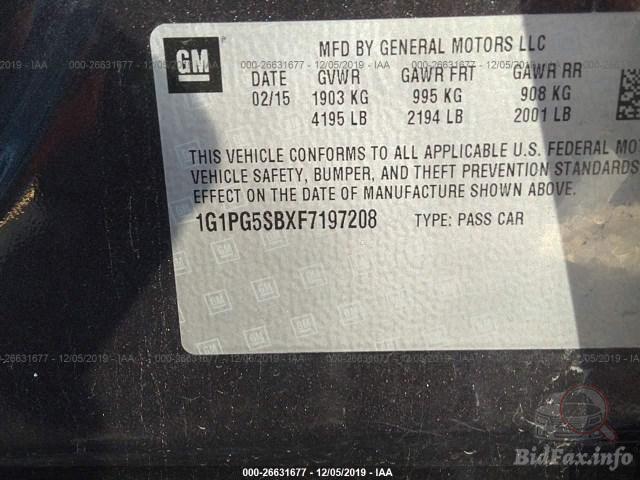 GM
MFD BY GENERAL MOTORS LLC
DATE GVWR GAWR FRT GAWR RR
02/15 1903 KG 995 KG 908 KG
4195 LB 2194 LB 2001 LB
THIS VEHICLE CONFORMS TO ALL APPLICABLE U.S. FEDERAL MOT
VEHICLE SAFETY, BUMPER, AND THEFT PREVENTION STANDARDS
EFFECT ON THE DATE OF MANUFACTURE SHOWN ABOVE.
1G1PG5SBXF7197208 TYPE: PASS CAR
000-26631677 - 12/05/2019 - IAA
BidFax.info